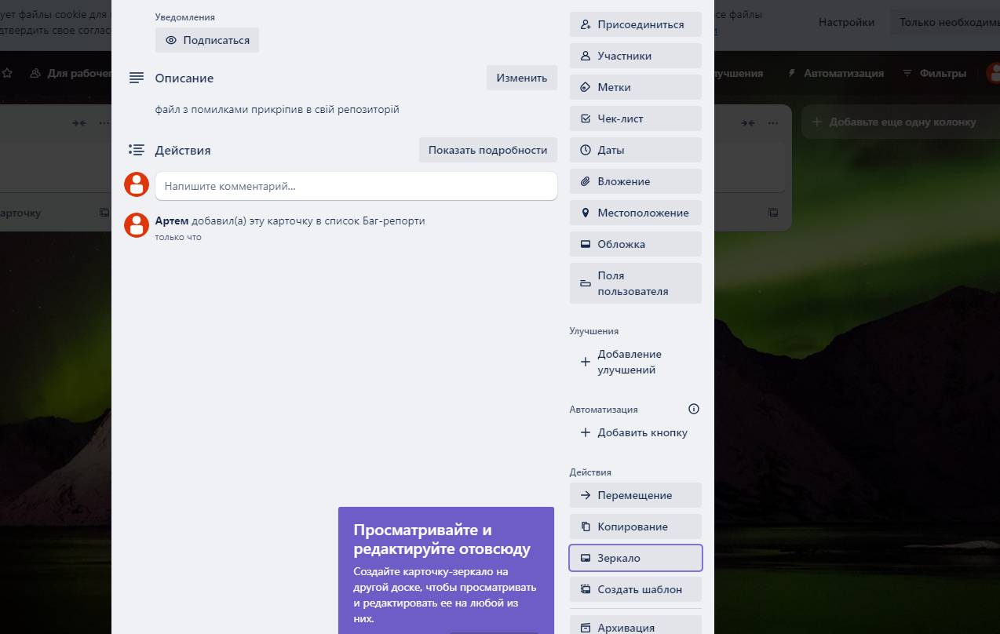 ует файлы cookie для
дтвердить свое соглас
се файлы
Настройки
Только необходимь
Для рабочег
лучшения
Автоматизация
Фильтры
Добавьте еще одну колонку
арточку
Уведомления
Подписаться
Описание
Изменить
файл з помилками прикріпив в свій репозиторій
Действия
Показать подробности
Напишите комментарий…
Артем добавил(а) эту карточку в список Баг-репорти
только что
Присоединиться
Участники
Метки
Чек-лист
Даты
Вложение
Местоположение
Обложка
Поля
пользователя
Улучшения
Добавление
улучшений
Автоматизация
Добавить кнопку
Действия
Перемещение
Копирование
Зеркало
Создать шаблон
Архивация
Просматривайте и
редактируйте отовсюду
Создайте карточку-зеркало на
другой доске, чтобы просматривать
и редактировать ее на любой из
них.